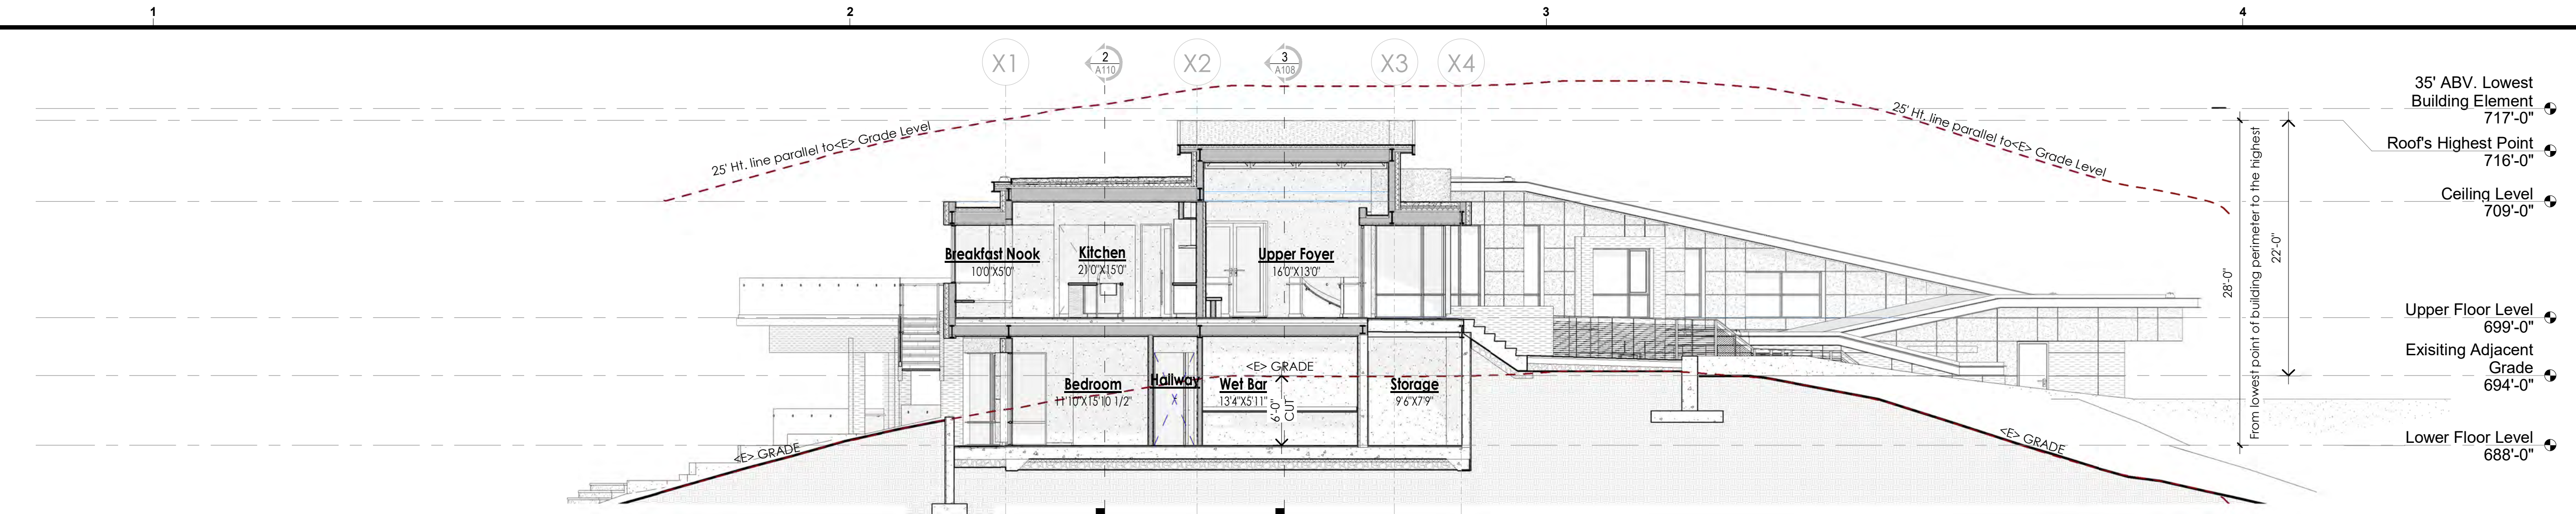 1
2
3
4
X1
2
A110
X2
3
A108
X3
X4
35' ABV. Lowest
Building Element
717'-0"
Roof's Highest Point
716'-0"
Ceiling Level
709'-0"
Upper Floor Level
699'-0"
Exisiting Adjacent
Grade
694'-0"
Lower Floor Level
688'-0"
25' Ht. line parallel to<E> Grade Level
25' Ht. line parallel to<E> Grade Level
28'-0"
From lowest point of building perimeter to the highest
22'-0"
Breakfast Nook
10'0"X5'0"
Kitchen
21'0"X15'0"
Upper Foyer
16'0"X13'0"
<E> GRADE
Bedroom
11'10"X15'10 1/2"
Hallway
X
Wet Bar
13'4"X5'11"
6'-0"
CUT
Storage
9'6"X7'9"
<E> GRADE
<E> GRADE